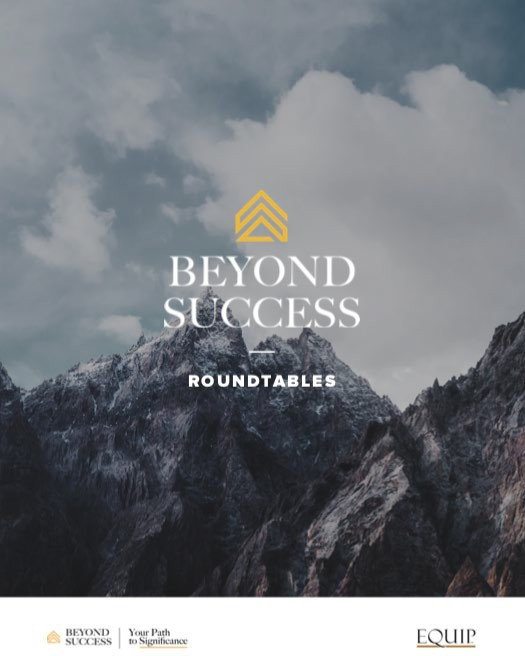 BEYOND
SUCCESS
ROUNDTABLES
BEYOND
SUCCESS
Your Path
to Significance
EQUIP